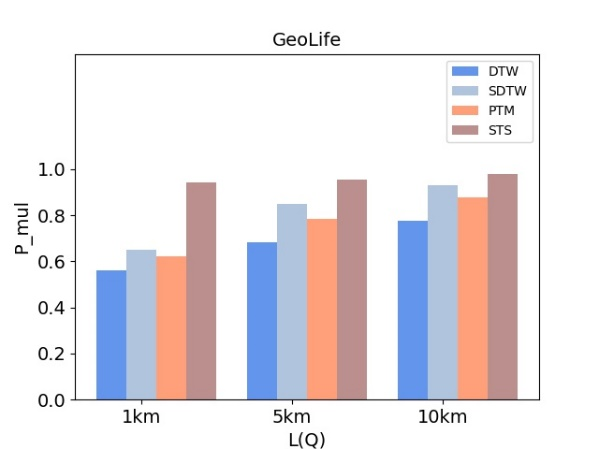 GeoLife
DTW
SDTW
PTM
STS
1.0
0.8
0.6
0.4
0.2
0.0
P_mul
1km 5km 10km
L(Q)